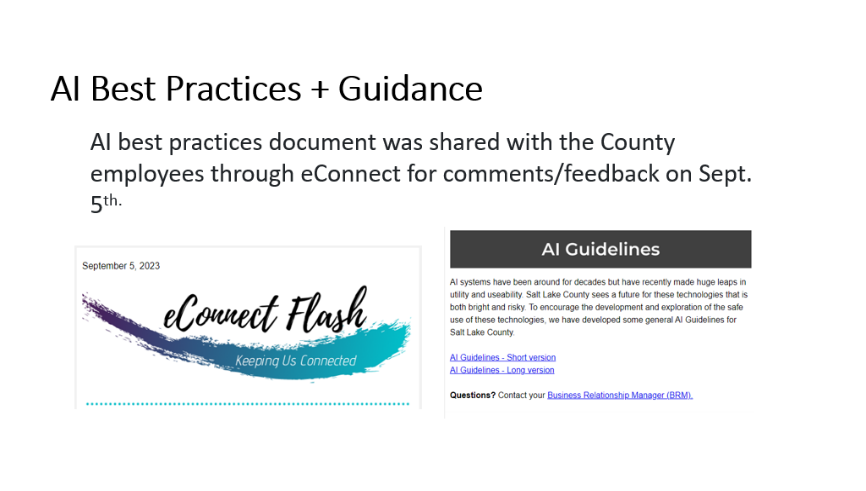 AI Best Practices + Guidance
AI best practices document was shared with the County
employees through eConnect for comments/feedback on Sept.
5th.
September 5, 2023
eConnect Flash
Keeping Us Connected
AI Guidelines
AI systems have been around for decades but have recently made huge leaps in
utility and useability. Salt Lake County sees a future for these technologies that is
both bright and risky. To encourage the development and exploration of the safe
use of these technologies, we have developed some general AI Guidelines for
Salt Lake County.
AI Guidelines - Short version
AI Guidelines - Long version
Questions? Contact your Business Relationship Manager (BRM).